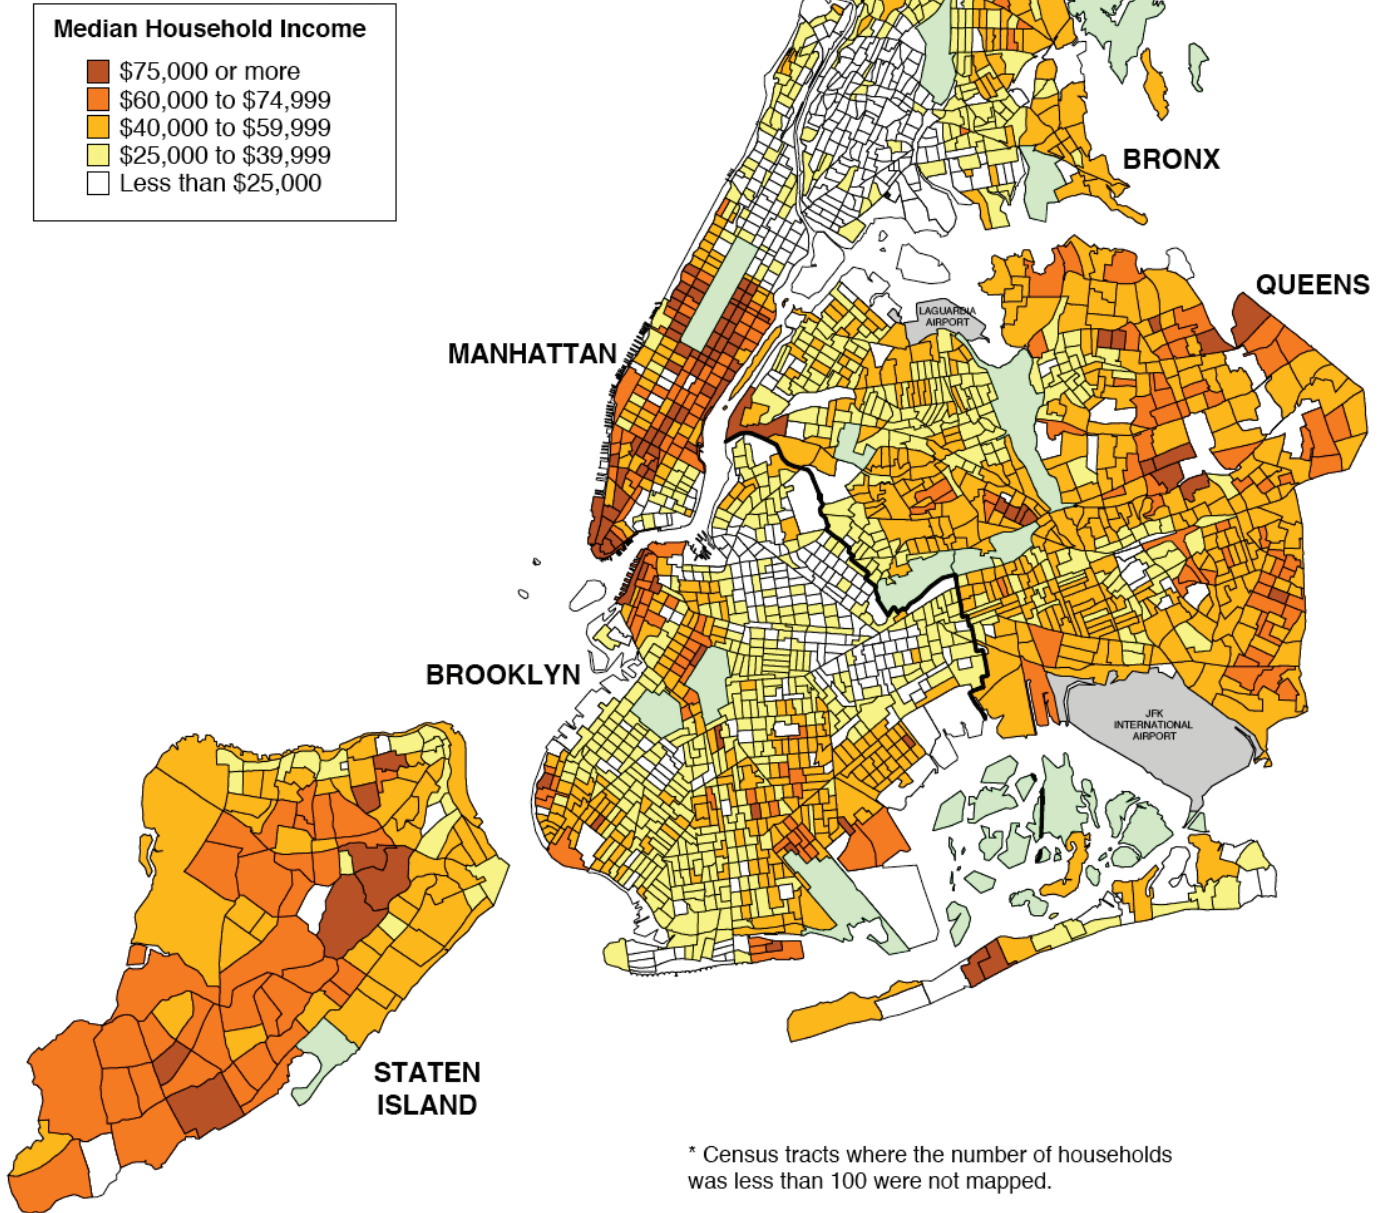 Median Household Income
$75,000 or more
$60,000 to $74,999
$40,000 to $59,999
$25,000 to $39,999
Less than $25,000
BRONX
QUEENS
LAGUARDIA
AIRPORT
MANHATTAN
BROOKLYN
JFK
INTERNATIONAL
AIRPORT
STATEN
ISLAND
* Census tracts where the number of households
was less than 100 were not mapped.